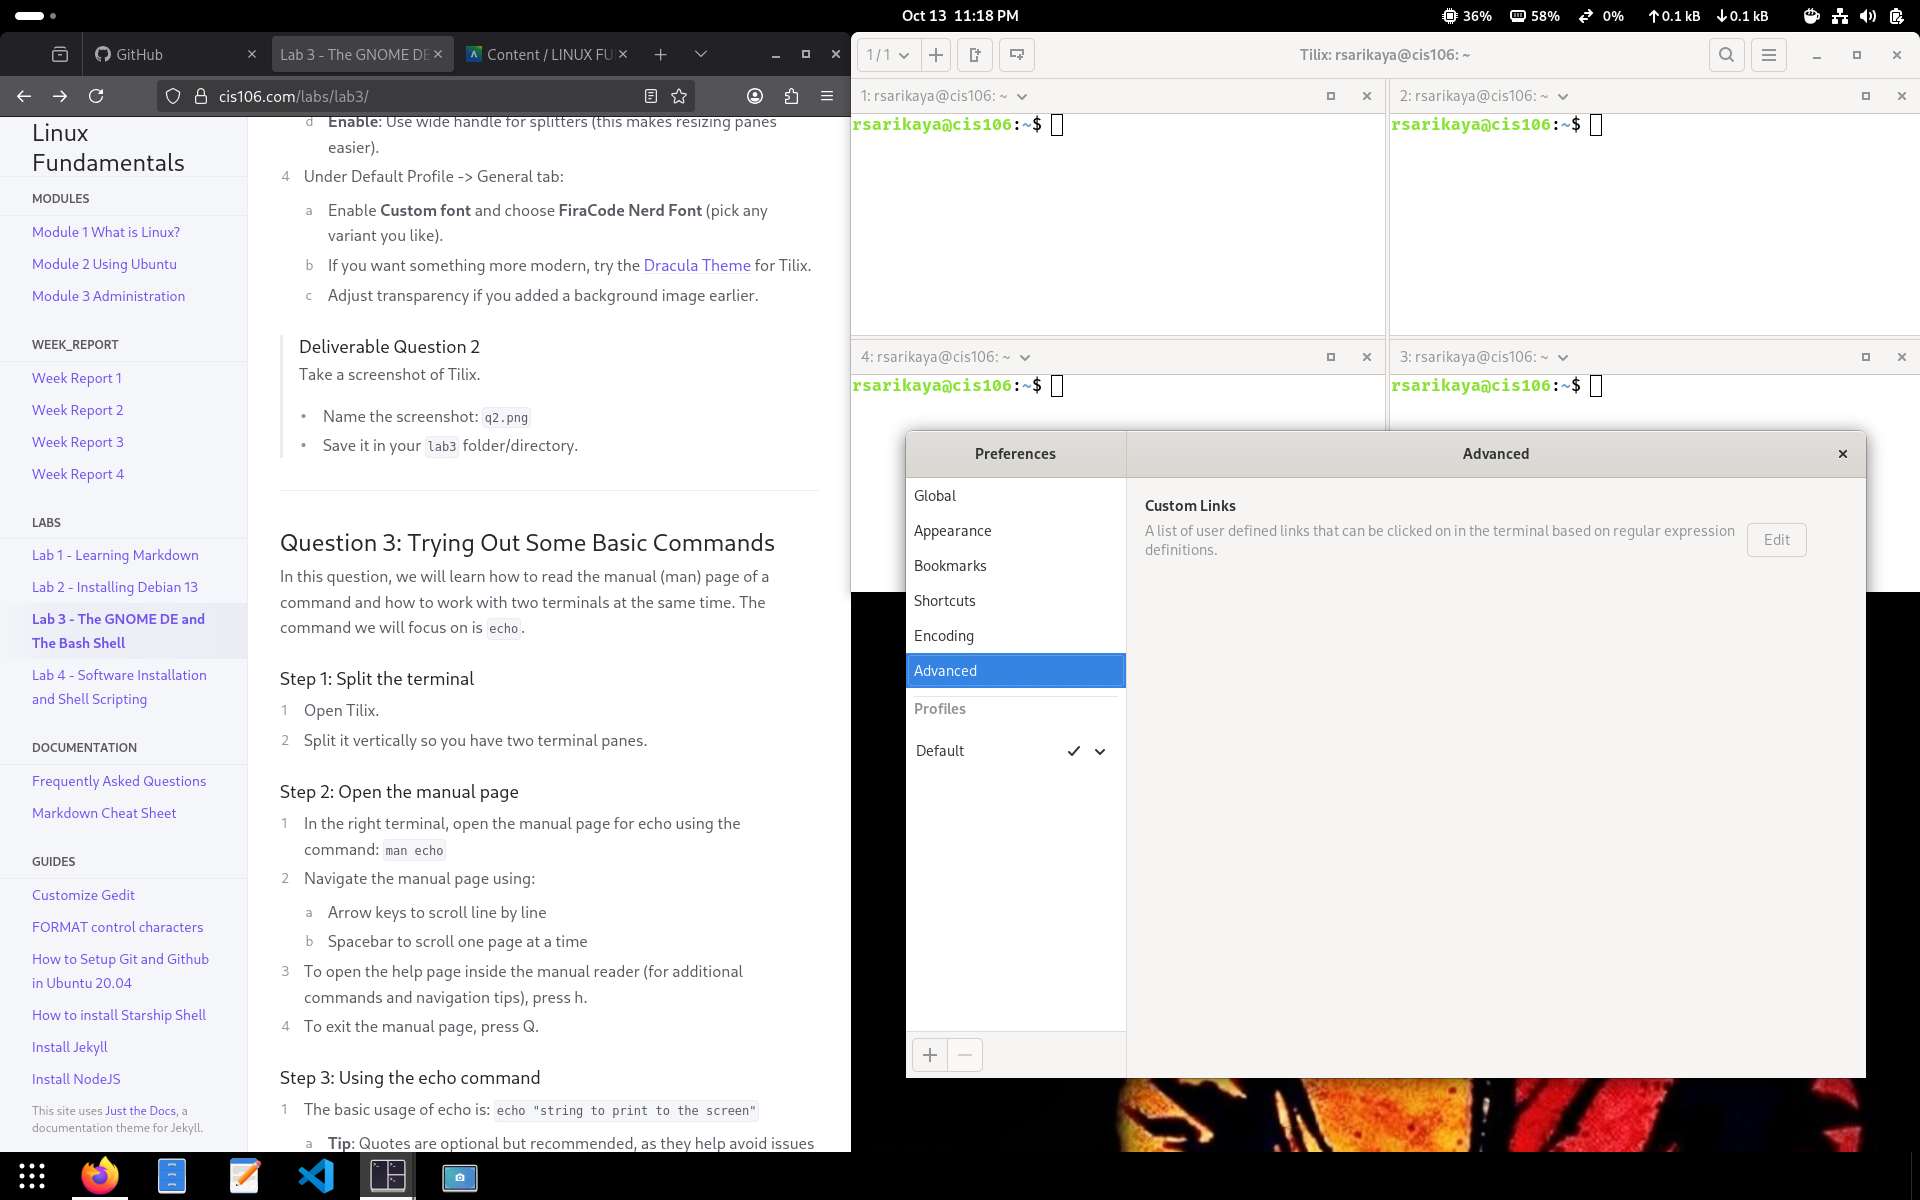 Oct 13  11:18 PM
36%
58%
0%
0.1 kB
0.1 kB
GitHub
Lab 3 - The GNOME DE
Content / LINUX FU
cis106.com/labs/lab3/
Linux
Fundamentals
MODULES
Module 1 What is Linux?
Module 2 Using Ubuntu
Module 3 Administration
WEEK_REPORT
Week Report 1
Week Report 2
Week Report 3
Week Report 4
LABS
Lab 1 - Learning Markdown
Lab 2 - Installing Debian 13
Lab 3 - The GNOME DE and
The Bash Shell
Lab 4 - Software Installation
and Shell Scripting
DOCUMENTATION
Frequently Asked Questions
Markdown Cheat Sheet
GUIDES
Customize Gedit
FORMAT control characters
How to Setup Git and Github
in Ubuntu 20.04
How to install Starship Shell
Install Jekyll
Install NodeJS
This site uses Just the Docs, a
documentation theme for Jekyll.
d Enable: Use wide handle for splitters (this makes resizing panes
easier).
4 Under Default Profile -> General tab:
a Enable Custom font and choose FiraCode Nerd Font (pick any
variant you like).
b If you want something more modern, try the Dracula Theme for Tilix.
c Adjust transparency if you added a background image earlier.
Deliverable Question 2
Take a screenshot of Tilix.
• Name the screenshot: q2.png
• Save it in your lab3 folder/directory.
Question 3: Trying Out Some Basic Commands
In this question, we will learn how to read the manual (man) page of a
command and how to work with two terminals at the same time. The
command we will focus on is echo.
Step 1: Split the terminal
1 Open Tilix.
2 Split it vertically so you have two terminal panes.
Step 2: Open the manual page
1 In the right terminal, open the manual page for echo using the
command: man echo
2 Navigate the manual page using:
a Arrow keys to scroll line by line
b Spacebar to scroll one page at a time
3 To open the help page inside the manual reader (for additional
commands and navigation tips), press h.
4 To exit the manual page, press Q.
Step 3: Using the echo command
1 The basic usage of echo is: echo "string to print to the screen"
a Tip: Quotes are optional but recommended, as they help avoid issues
1 / 1
Tilix: rsarikaya@cis106: ~
1: rsarikaya@cis106: ~
rsarikaya@cis106:~$
2: rsarikaya@cis106: ~
rsarikaya@cis106:~$
4: rsarikaya@cis106: ~
rsarikaya@cis106:~$
3: rsarikaya@cis106: ~
rsarikaya@cis106:~$
Preferences
Advanced
Global
Appearance
Bookmarks
Shortcuts
Encoding
Advanced
Profiles
Default
Custom Links
A list of user defined links that can be clicked on in the terminal based on regular expression
definitions.
Edit